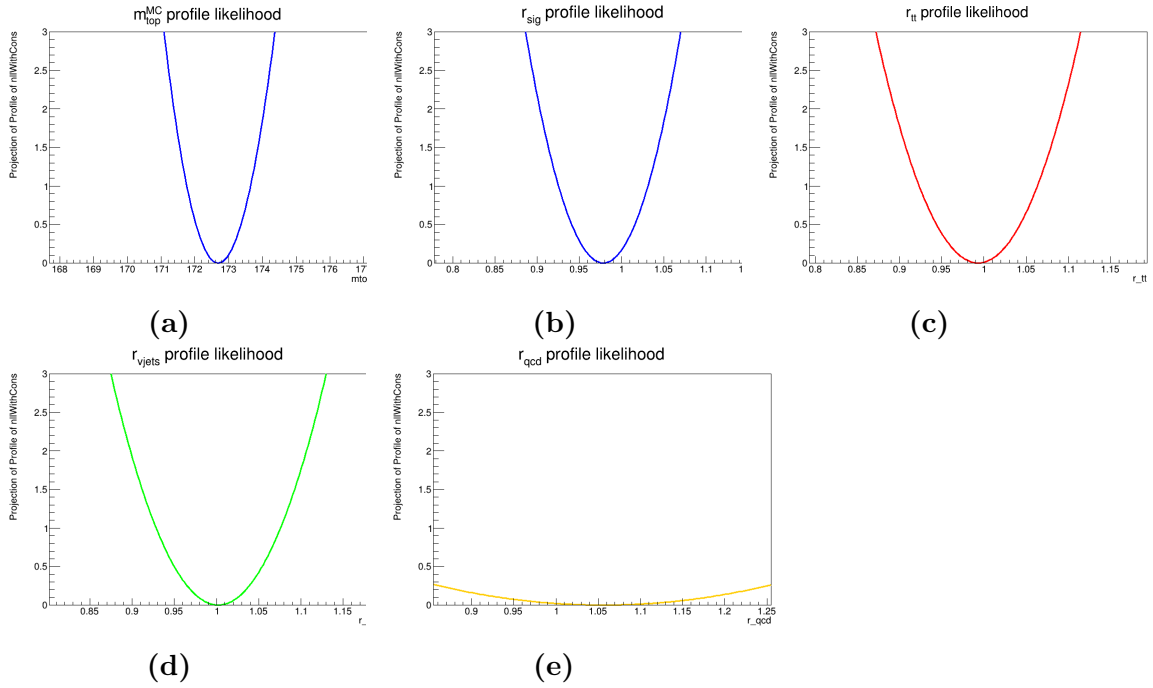 m_top^MC profile likelihood
Projection of Profile of nllWithCons
3
2.5
2
1.5
1
0.5
0
168 169 170 171 172 173 174 175 176 17
mto
(a)
r_sig profile likelihood
Projection of Profile of nllWithCons
3
2.5
2
1.5
1
0.5
0
0.8 0.85 0.9 0.95 1 1.05 1.1 1
(b)
r_tt profile likelihood
Projection of Profile of nllWithCons
3
2.5
2
1.5
1
0.5
0
0.8 0.85 0.9 0.95 1 1.05 1.1 1.15
r_tt
(c)
r_vjets profile likelihood
Projection of Profile of nllWithCons
3
2.5
2
1.5
1
0.5
0
0.85 0.9 0.95 1 1.05 1.1 1.15
r_
(d)
r_qcd profile likelihood
Projection of Profile of nllWithCons
3
2.5
2
1.5
1
0.5
0
0.9 0.95 1 1.05 1.1 1.15 1.2 1.25
r_qcd
(e)